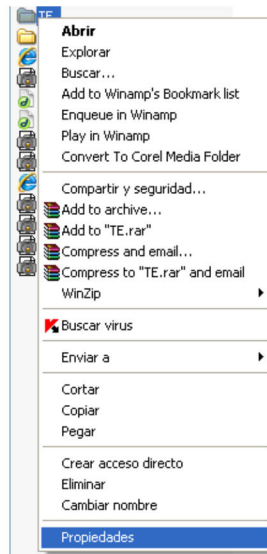 TE
Abrir
Explorar
Buscar...
Add to Winamp's Bookmark list
Enqueue in Winamp
Play in Winamp
Convert To Corel Media Folder
Compartir y seguridad...
Add to archive...
Add to "TE.rar"
Compress and email...
Compress to "TE.rar" and email
WinZip
Buscar virus
Enviar a
Cortar
Copiar
Pegar
Crear acceso directo
Eliminar
Cambiar nombre
Propiedades